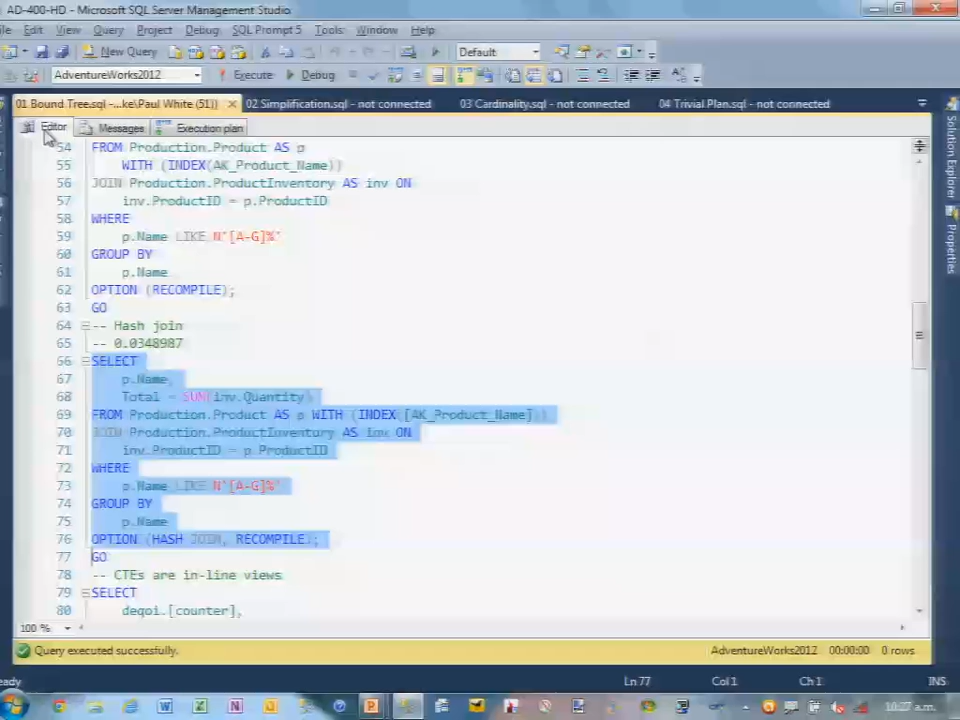 AD-400-HD - Microsoft SQL Server Management Studio
File Edit View Query Project Debug SQL Prompt 5 Tools Window Help
New Query Default
AdventureWorks2012 Execute Debug
01 Bound Tree.sql -...ke\Paul White (51)) 02 Simplification.sql - not connected 03 Cardinality.sql - not connected 04 Trivial Plan.sql - not connected
Editor Messages Execution plan
54 FROM Production.Product AS p
55 WITH (INDEX(AK_Product_Name))
56 JOIN Production.ProductInventory AS inv ON
57 inv.ProductID = p.ProductID
58 WHERE
59 p.Name LIKE N'[A-G]%'
60 GROUP BY
61 p.Name
62 OPTION (RECOMPILE);
63 GO
64 -- Hash join
65 -- 0.0348987
66 SELECT
67 p.Name,
68 Total = SUM(inv.Quantity)
69 FROM Production.Product AS p WITH (INDEX([AK_Product_Name]))
70 JOIN Production.ProductInventory AS inv ON
71 inv.ProductID = p.ProductID
72 WHERE
73 p.Name LIKE N'[A-G]%'
74 GROUP BY
75 p.Name
76 OPTION (HASH JOIN, RECOMPILE);
77 GO
78 -- CTEs are in-line views
79 SELECT
80 deqoi.[counter],
100 %
Query executed successfully. AdventureWorks2012 00:00:00 0 rows
eady Ln 77 Col 1 Ch 1 INS
10:27 a.m.
Solution Explorer
Properties